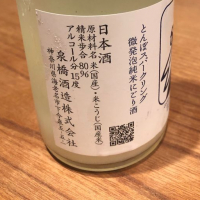 とんぼスパークリング
微発泡純米にごり酒
日本酒
原材料名 米(国産)・米こうじ(国産米)
精米歩合 80%
アルコール分 15度
泉橋酒造株式会社
神奈川県海老名市下今泉五-五-一